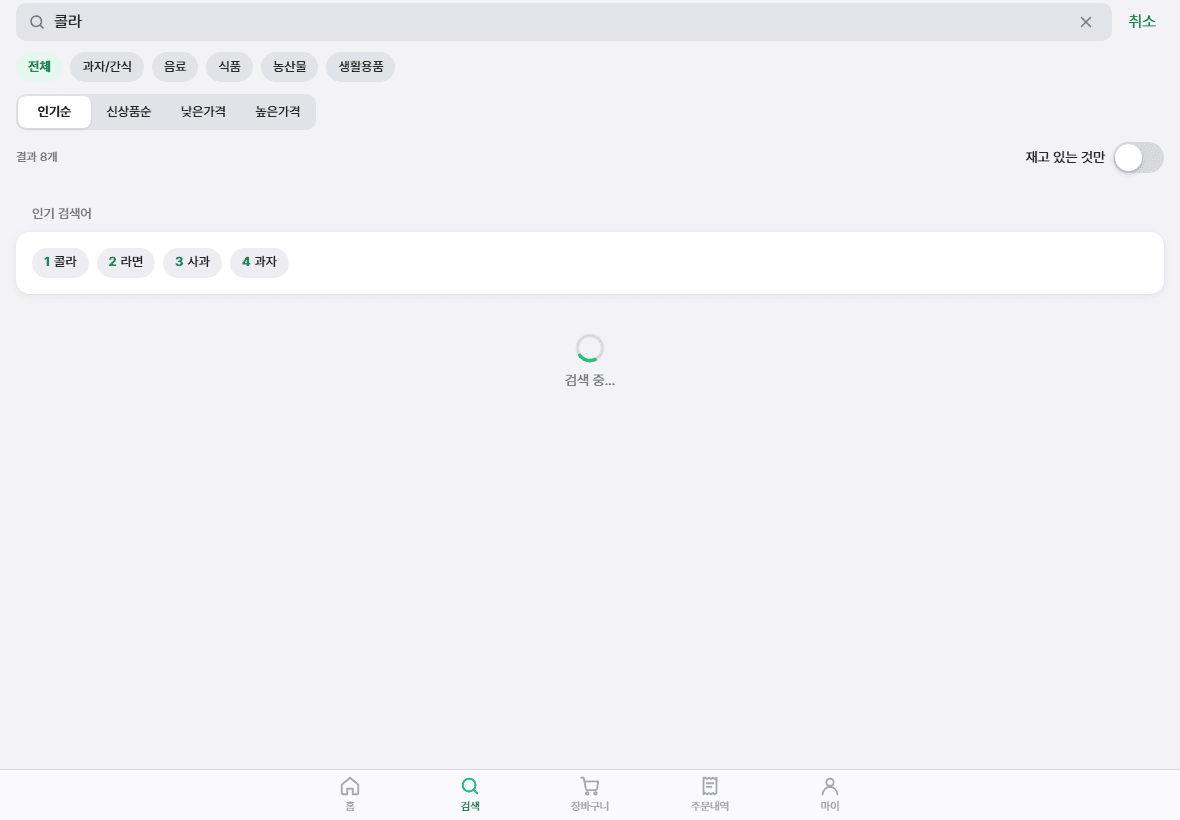 콜라 취소
전체 과자/간식 음료 식품 농산물 생활용품
인기순 신상품순 낮은가격 높은가격
결과 8개 재고 있는 것만
인기 검색어
1 콜라 2 라면 3 사과 4 과자
검색 중...
홈 검색 장바구니 주문내역 마이